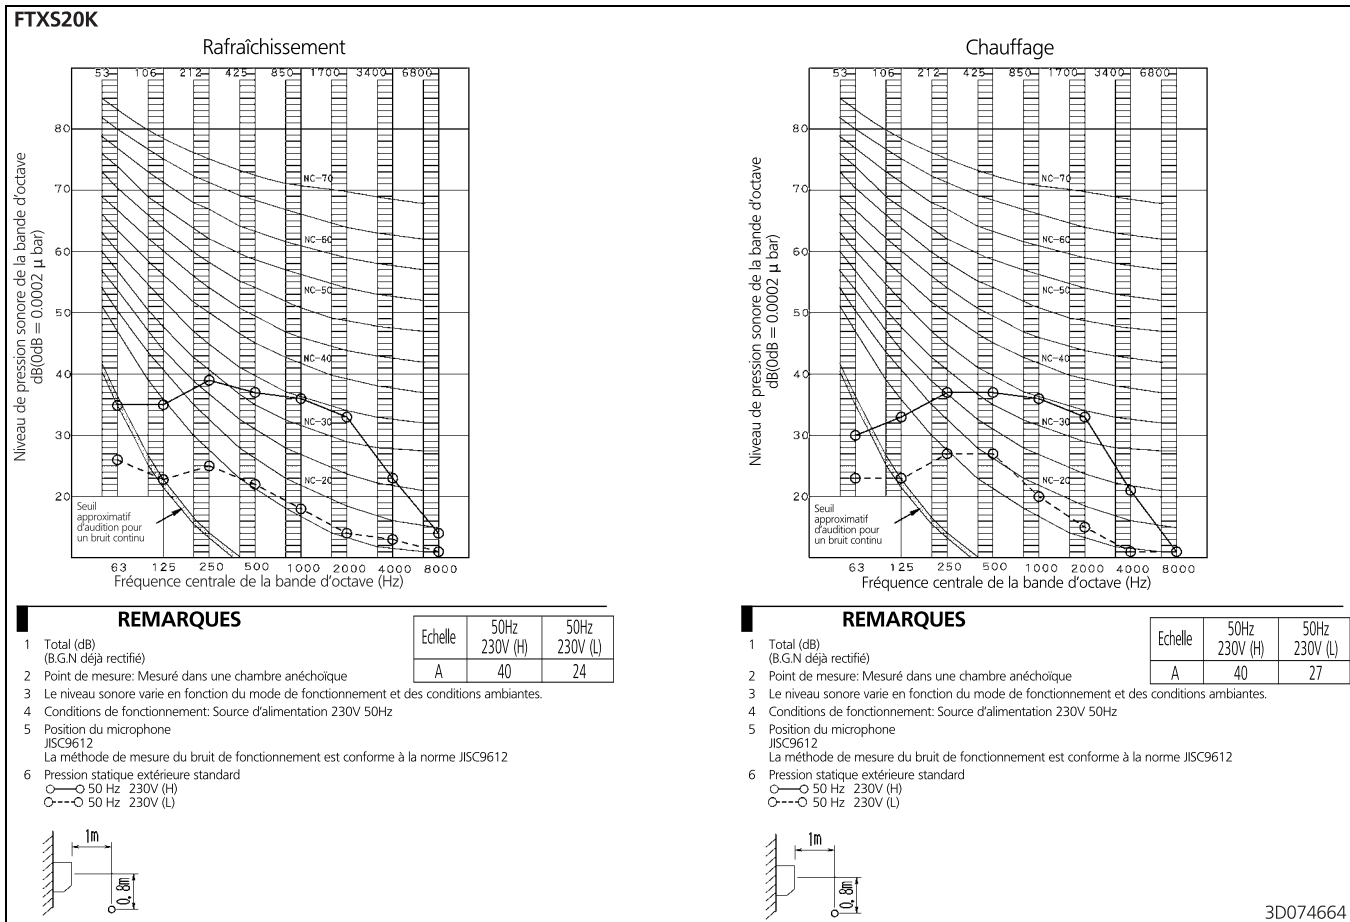 FTXS20K
Rafraîchissement
53 106 212 425 850 1700 3400 6800
80
70
60
50
40
30
20
NC-70
NC-60
NC-50
NC-40
NC-30
NC-20
Niveau de pression sonore de la bande d'octave
dB(0dB = 0.0002 µ bar)
Seuil
approximatif
d'audition pour
un bruit continu
63 125 250 500 1000 2000 4000 8000
Fréquence centrale de la bande d'octave (Hz)
REMARQUES
Echelle 50Hz 230V (H) 50Hz 230V (L)
A 40 24
1 Total (dB)
(B.G.N déjà rectifié)
2 Point de mesure: Mesuré dans une chambre anéchoïque
3 Le niveau sonore varie en fonction du mode de fonctionnement et des conditions ambiantes.
4 Conditions de fonctionnement: Source d'alimentation 230V 50Hz
5 Position du microphone
JISC9612
La méthode de mesure du bruit de fonctionnement est conforme à la norme JISC9612
6 Pression statique extérieure standard
50 Hz 230V (H)
50 Hz 230V (L)
1m
0.8m
Chauffage
53 106 212 425 850 1700 3400 6800
80
70
60
50
40
30
20
NC-70
NC-60
NC-50
NC-40
NC-30
NC-20
Niveau de pression sonore de la bande d'octave
dB(0dB = 0.0002 µ bar)
Seuil
approximatif
d'audition pour
un bruit continu
63 125 250 500 1000 2000 4000 8000
Fréquence centrale de la bande d'octave (Hz)
REMARQUES
Echelle 50Hz 230V (H) 50Hz 230V (L)
A 40 27
1 Total (dB)
(B.G.N déjà rectifié)
2 Point de mesure: Mesuré dans une chambre anéchoïque
3 Le niveau sonore varie en fonction du mode de fonctionnement et des conditions ambiantes.
4 Conditions de fonctionnement: Source d'alimentation 230V 50Hz
5 Position du microphone
JISC9612
La méthode de mesure du bruit de fonctionnement est conforme à la norme JISC9612
6 Pression statique extérieure standard
50 Hz 230V (H)
50 Hz 230V (L)
1m
0.8m
3D074664